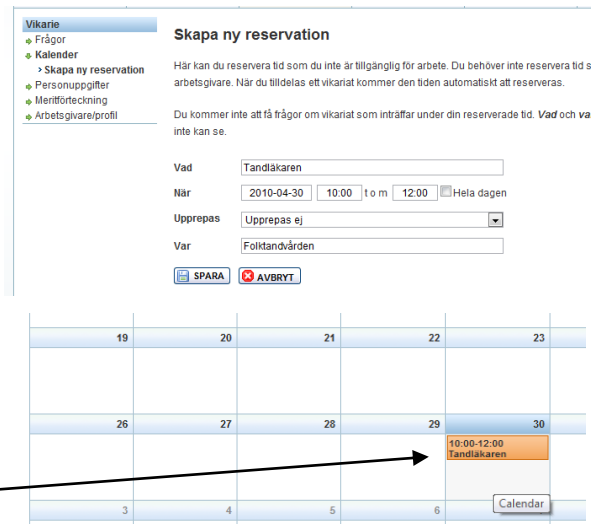 Vikarie
Frågor
Kalender
Skapa ny reservation
Personuppgifter
Meritförteckning
Arbetsgivare/profil
Skapa ny reservation
Här kan du reservera tid som du inte är tillgänglig för arbete. Du behöver inte reservera tid s
arbetsgivare. När du tilldelas ett vikariat kommer den tiden automatiskt att reserveras.
Du kommer inte att få frågor om vikariat som inträffar under din reserverade tid. Vad och va
inte kan se.
Vad Tandläkaren
När 2010-04-30 10:00 t o m 12:00 Hela dagen
Upprepas Upprepas ej
Var Folktandvården
SPARA AVBRYT
19 20 21 22 23
26 27 28 29 30
10:00-12:00
Tandläkaren
Calendar
3 4 5 6